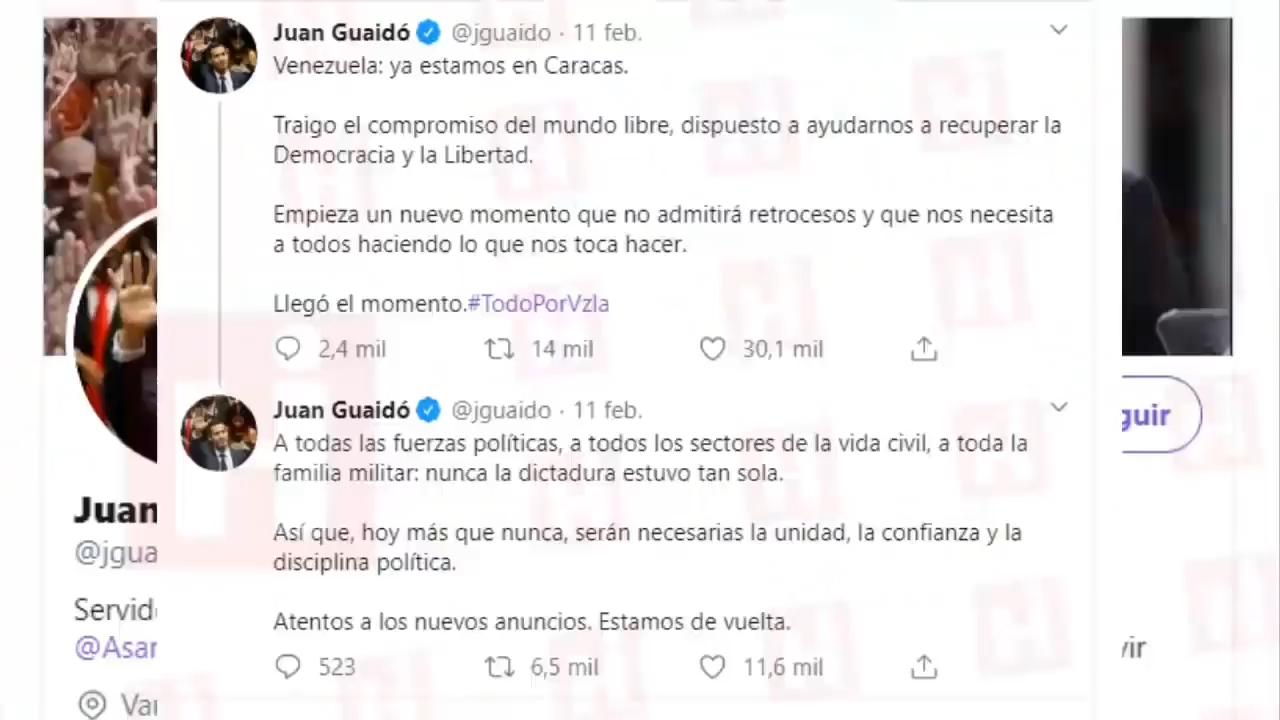 Juan Guaidó @jguaido · 11 feb.
Venezuela: ya estamos en Caracas.
Traigo el compromiso del mundo libre, dispuesto a ayudarnos a recuperar la
Democracia y la Libertad.
Empieza un nuevo momento que no admitirá retrocesos y que nos necesita
a todos haciendo lo que nos toca hacer.
Llegó el momento.#TodoPorVzla
2,4 mil 14 mil 30,1 mil
Juan Guaidó @jguaido · 11 feb.
A todas las fuerzas políticas, a todos los sectores de la vida civil, a toda la
familia militar: nunca la dictadura estuvo tan sola.
guir
Así que, hoy más que nunca, serán necesarias la unidad, la confianza y la
disciplina política.
Atentos a los nuevos anuncios. Estamos de vuelta.
523 6,5 mil 11,6 mil
Juan
@jgua
Servid
@Asar
Var
vir